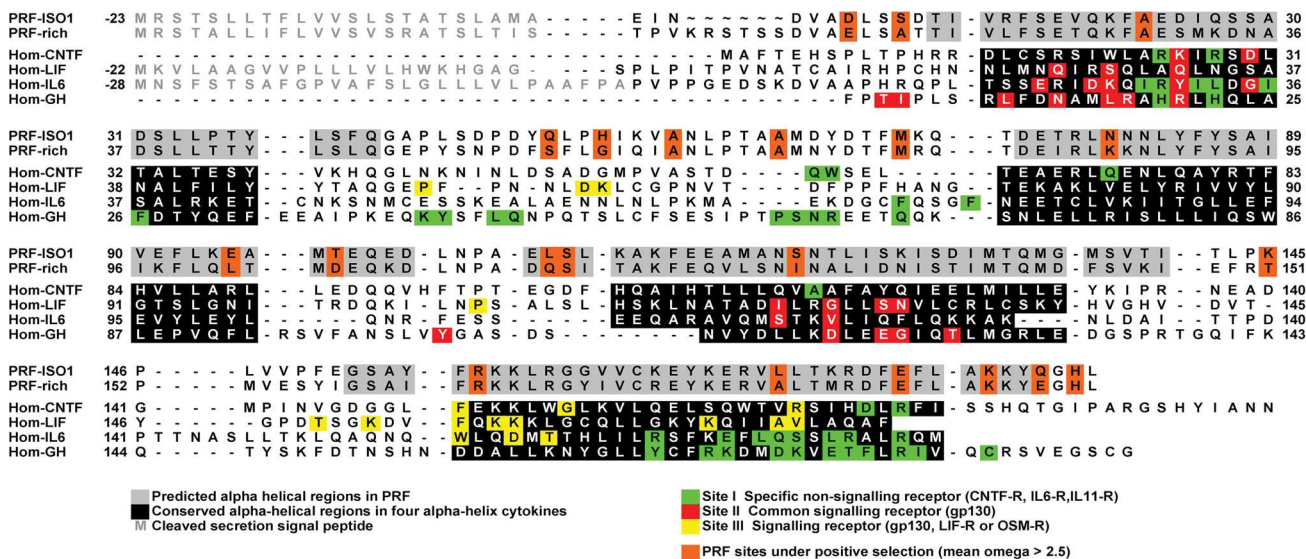 PRF-ISO1 -23 M R S T S L L T F L V V S L S T A T S L M A - - - - - E I N ~ ~ ~ ~ ~ ~ D V A D L S S D T I - V R F S E V Q K F A E D I Q S S A 30
PRF-rich M R S T A L L I F L V V S V S R A T S L T I S - - - - T P V K R S T S S D V A E L S A T T I - V R F S E V Q K F A E S M K D N A 36
Hom-CNTF - - - - - - - - - - - - - - - - - - - - - - - - - - M A F T E H S P L T P H R R - D L C S R S I W L A R K I R S D L 31
Hom-LIF -22 M K V L A A G V V P L L L V L H W K H G A G - - S P L P I T P V N A T C A I R H P C H N - N L M N Q I R S Q L A Q L N G S A 37
Hom-IL6 -28 M N S F S T S A F G P V A F S L G L L L V L A A F P A P V P P G E D S K D V A A P H R Q P - L T S S E R I D K Q I R Y I L D G I 36
Hom-GH - - - - - - - - - - - - - - - - - - - - - - - - - - - - - - F P T I P L S - R L F D N A M L R A H R L H Q L A 25
PRF-ISO1 31 D S L L P T Y - - - L S F Q G A P L S D P D Y Q L P H I K V A N L P T A A M D Y D T F M K Q - - - T D E T R L N N N L Y F Y S A I 89
PRF-rich 37 D S L L T T Y - - - L S L Q G E P Y S N P D F S F L G I K A N L P T A A M N Y D T F M R Q - - - T D E T R L K K N L Y F Y S A I 95
Hom-CNTF 32 T A L T E S Y - - - V K H Q G L N K N I N L D S A D G M P V A S T D - - - Q W S E L - - - T E A E R L Q E N L Q A Y R T F 83
Hom-LIF 38 N A L F I L Y - - - Y T A Q G E P F - - P N - N L D K L C G P N V T - - - D F P P F H A N G - T E K A K L V E L Y R I V V Y L 90
Hom-IL6 37 S A L R K E T - - - C N K S N M C E S S K E A L A E N N L N L P K M A - - - E K D G C F Q S G F - N E E T C L V K I I T G L L E F 94
Hom-GH 26 F D T Y Q E F - E E A I P K E Q K Y S F L Q N P Q T S L C F S E S I P T P S N R E E T Q Q K - - - S N L E L L R I S L L L I Q S W 86
PRF-ISO1 90 V E F L K E A - - - M T E Q E D - L N P A - E L S L - K A K F E E A M A N S N T L I S K I S D I M T Q M G - M S V T I - - T L P K 145
PRF-rich 96 I K F L Q L T - - - M D E Q K D - L N P A - D Q S I - T A K F E Q V L S N I N A L I D N I S T I M T Q M D - F S V K I - - E F R T 151
Hom-CNTF 84 H V L L A R L - - - L E D Q Q V H F T P T - E G D F - H Q A I H T L L L Q V A A F A Y Q I E E L M I L L E - Y K I P R - N E A D 140
Hom-LIF 91 G T S L G N I - - - T R D Q K I - L N P S - A L S L - H S K L N A T A D I L R G L L S N V L C R L C S K Y - H V G H V - D V T - 145
Hom-IL6 95 E V Y L E Y L - - - - Q N R - F E S S - - - - E E Q A R A V Q M S T K V L I Q F L Q K K A K - - N L D A I - T T P D 140
Hom-GH 87 L E P V Q F L - R S V F A N S L V Y G A S - D S - - - - - N V Y D L L K D L E E G I Q T L M G R L E - D G S P R T G Q I F K 143
PRF-ISO1 146 P - - - - L V V P F E G S A Y - - F R K K L R G G V V C K E Y K E R V L L T K R D F E F L - A K K Y Q G H L
PRF-rich 152 P - - - - - M V E S Y I G S A I - - F R K K L R G Y I V C R E Y K E R V A L T M R D F E F L - A K K Y E G H L
Hom-CNTF 141 G - - - - - M P I N V G D G G L - - F E K K L W G L K V L Q E L S Q W T V R S I H D L R F I - S S H Q T G I P A R G S H Y I A N N
Hom-LIF 146 Y - - - - - - G P D T S G K D V - - F Q K K K L G C Q L L G K Y K Q I I A V L A Q A F
Hom-IL6 141 P T T N A S L L T K L Q A Q N Q - - W L Q D M T T H L I L R S F K E F L Q S S L R A L R Q M
Hom-GH 144 Q - - - - - T Y S K F D T N S H N - D D A L L K N Y G L L Y C F R K D M D K V E T F L R I V - Q C R S V E G S C G
Predicted alpha helical regions in PRF
Conserved alpha-helical regions in four alpha-helix cytokines
M Cleaved secretion signal peptide
Site I Specific non-signalling receptor (CNTF-R, IL6-R,IL11-R)
Site II Common signalling receptor (gp130)
Site III Signalling receptor (gp130, LIF-R or OSM-R)
PRF sites under positive selection (mean omega > 2.5)